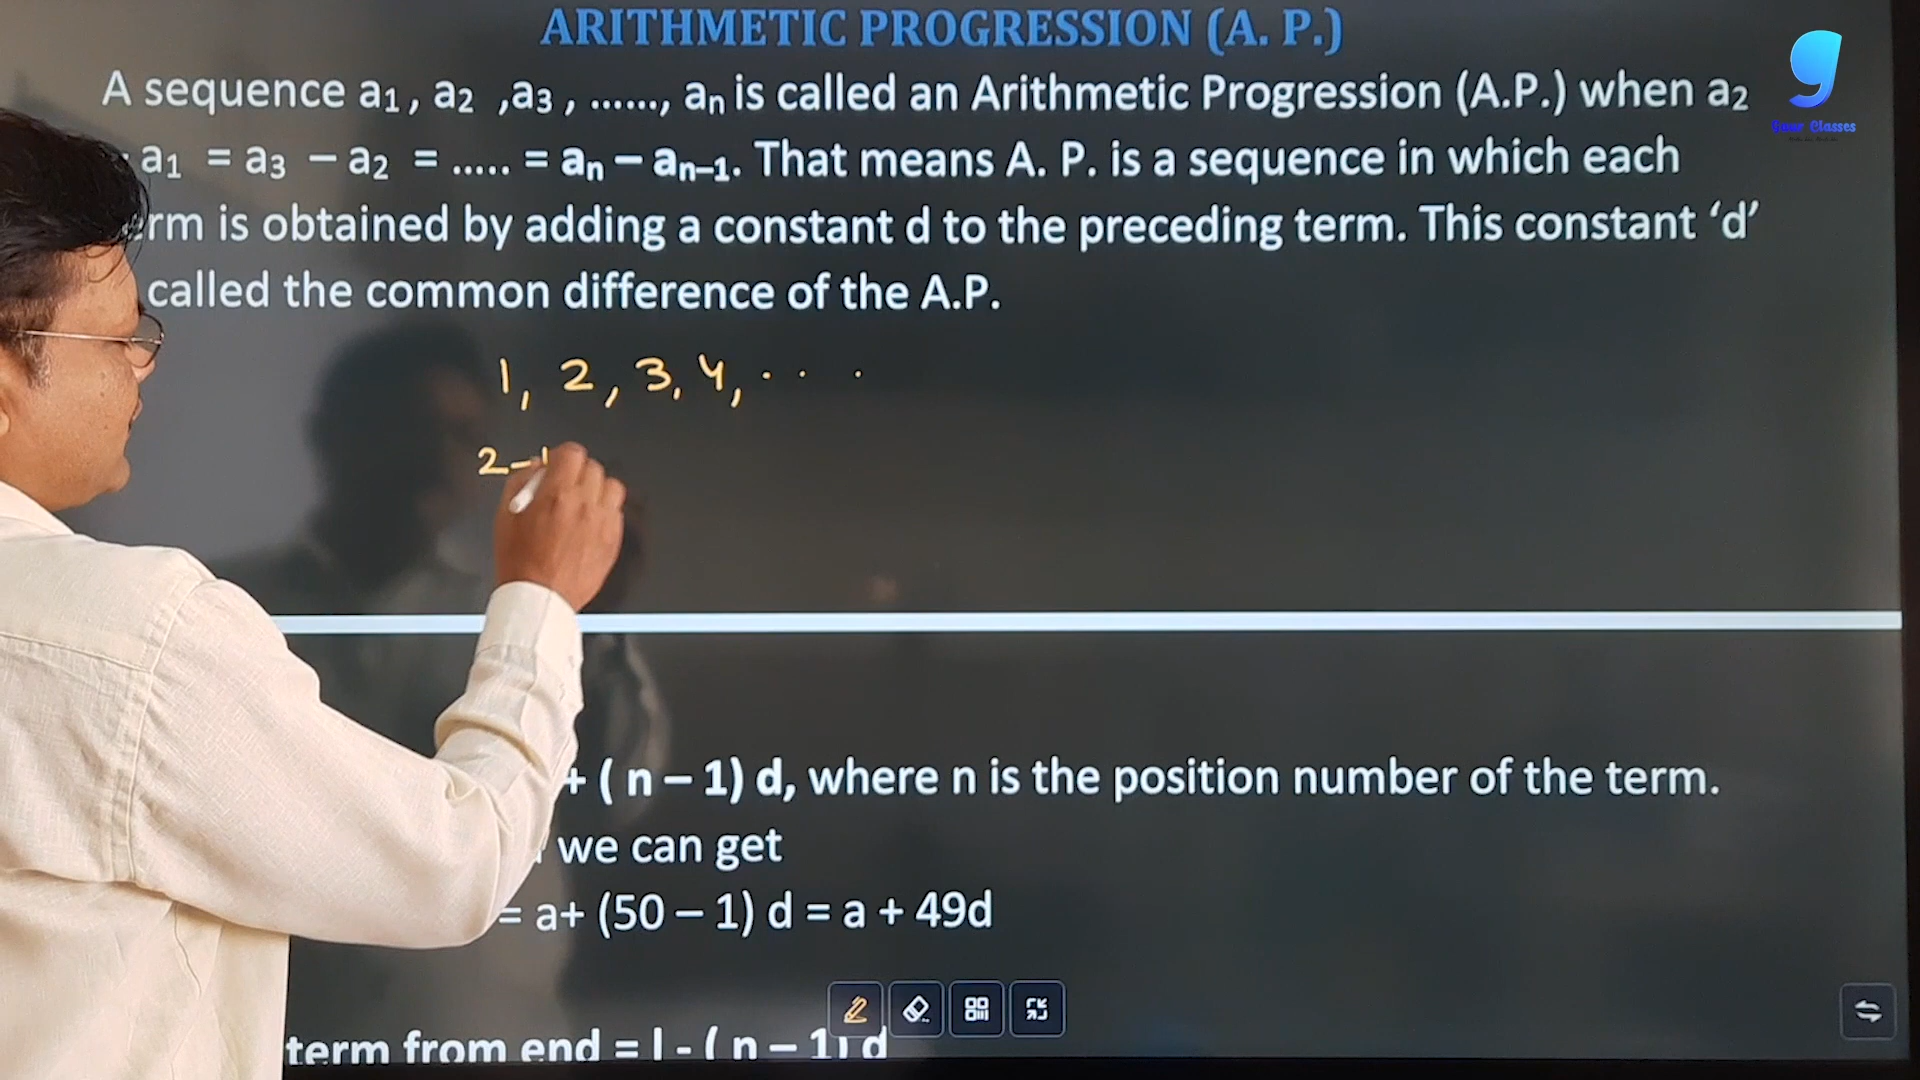 ARITHMETIC PROGRESSION (A. P.)
A sequence a₁, a₂ ,a₃ , ......, aₙ is called an Arithmetic Progression (A.P.) when a₂
a₁ = a₃ – a₂ = ..... = aₙ – aₙ₋₁. That means A. P. is a sequence in which each
erm is obtained by adding a constant d to the preceding term. This constant ‘d’
called the common difference of the A.P.
1, 2, 3, 4, . . .
2-1
+ ( n – 1) d, where n is the position number of the term.
we can get
= a+ (50 – 1) d = a + 49d
term from end = l - ( n – 1) d
Classes